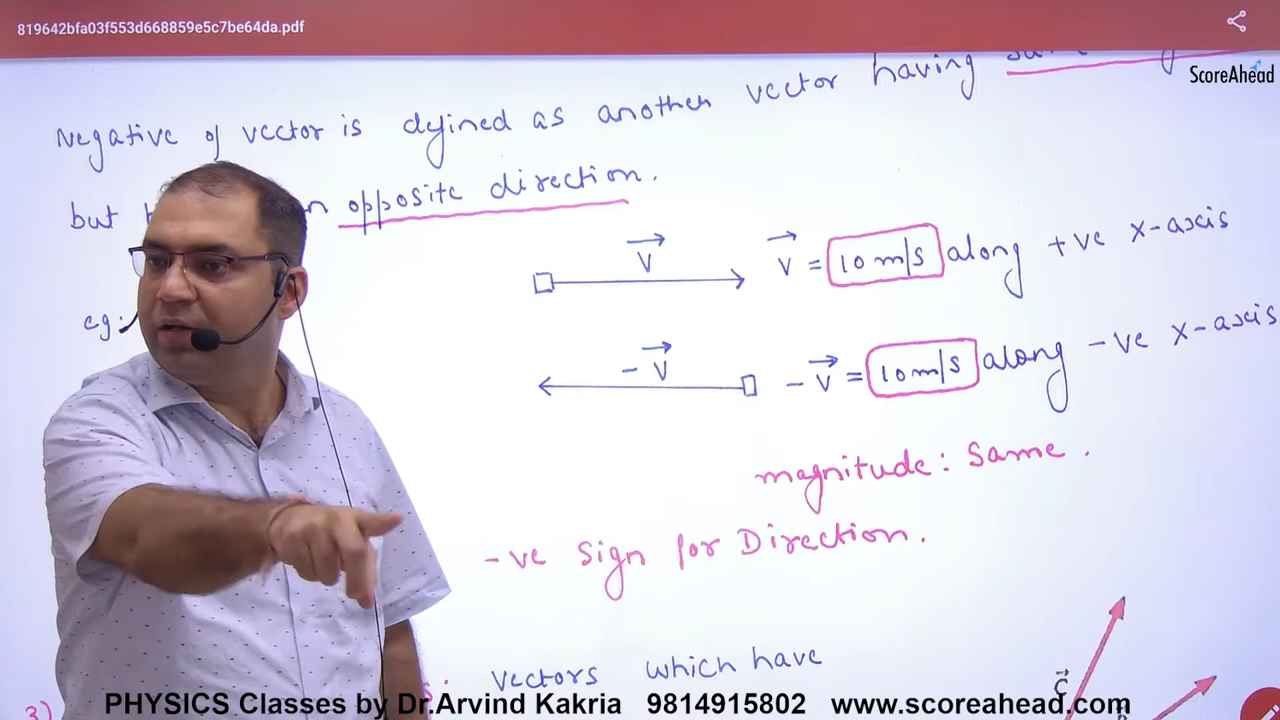 819642bfa03f553d668859e5c7be64da.pdf
ScoreAhead
Negative of vector is defined as another vector having
but opposite direction.
V V = 10 m/s along +ve x-axis
eg:
- V - V = 10 m/s along -ve x-axis
magnitude: Same.
-ve Sign for Direction.
vectors which have
C
3)
PHYSICS Classes by Dr.Arvind Kakria 9814915802 www.scoreahead.com